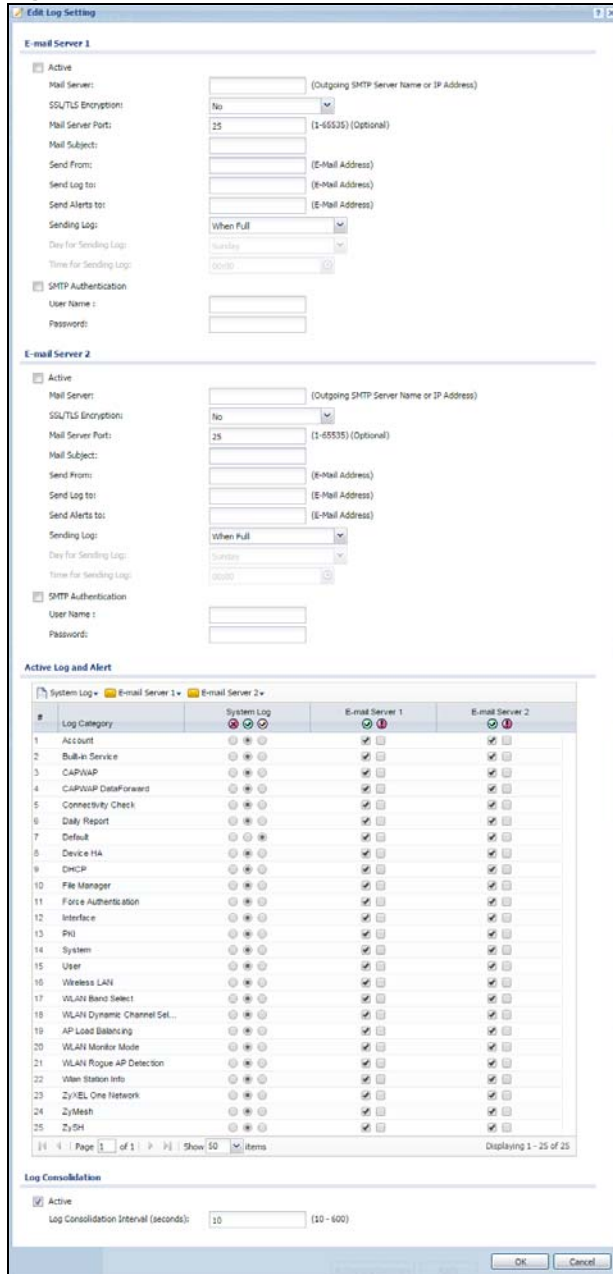 Edit Log Setting
E-mail Server 1
Active
Mail Server: (Outgoing SMTP Server Name or IP Address)
SSL/TLS Encryption: No
Mail Server Port: 25 (1-65535) (Optional)
Mail Subject:
Send From: (E-Mail Address)
Send Log to: (E-Mail Address)
Send Alerts to: (E-Mail Address)
Sending Log: When Full
Day for Sending Log: Sunday
Time for Sending Log: 00:00
SMTP Authentication
User Name :
Password:
E-mail Server 2
Active
Mail Server: (Outgoing SMTP Server Name or IP Address)
SSL/TLS Encryption: No
Mail Server Port: 25 (1-65535) (Optional)
Mail Subject:
Send From: (E-Mail Address)
Send Log to: (E-Mail Address)
Send Alerts to: (E-Mail Address)
Sending Log: When Full
Day for Sending Log: Sunday
Time for Sending Log: 00:00
SMTP Authentication
User Name :
Password:
Active Log and Alert
System Log E-mail Server 1 E-mail Server 2
# Log Category System Log E-mail Server 1 E-mail Server 2
1 Account
2 Built-in Service
3 CAPWAP
4 CAPWAP DataForward
5 Connectivity Check
6 Daily Report
7 Default
8 Device HA
9 DHCP
10 File Manager
11 Force Authentication
12 Interface
13 PKI
14 System
15 User
16 Wireless LAN
17 WLAN Band Select
18 WLAN Dynamic Channel Sel...
19 AP Load Balancing
20 WLAN Monitor Mode
21 WLAN Rogue AP Detection
22 Wlan Station Info
23 ZyXEL One Network
24 ZyMesh
25 ZySH
Page 1 of 1 Show 50 items Displaying 1 - 25 of 25
Log Consolidation
Active
Log Consolidation Interval (seconds): 10 (10 - 600)
OK Cancel